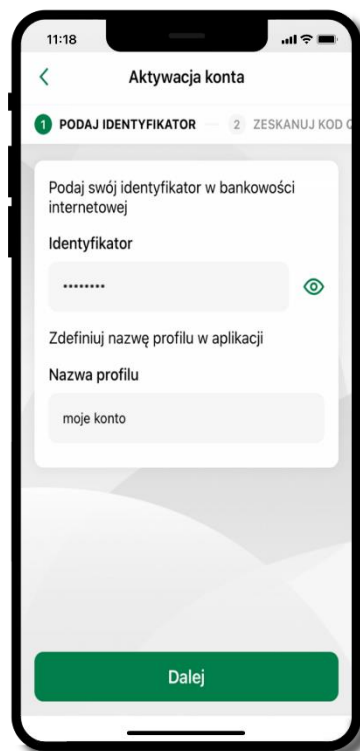 11:18
Aktywacja konta
1 PODAJ IDENTYFIKATOR 2 ZESKANUJ KOD
Podaj swój identyfikator w bankowości
internetowej
Identyfikator
••••••••
Zdefiniuj nazwę profilu w aplikacji
Nazwa profilu
moje konto
Dalej